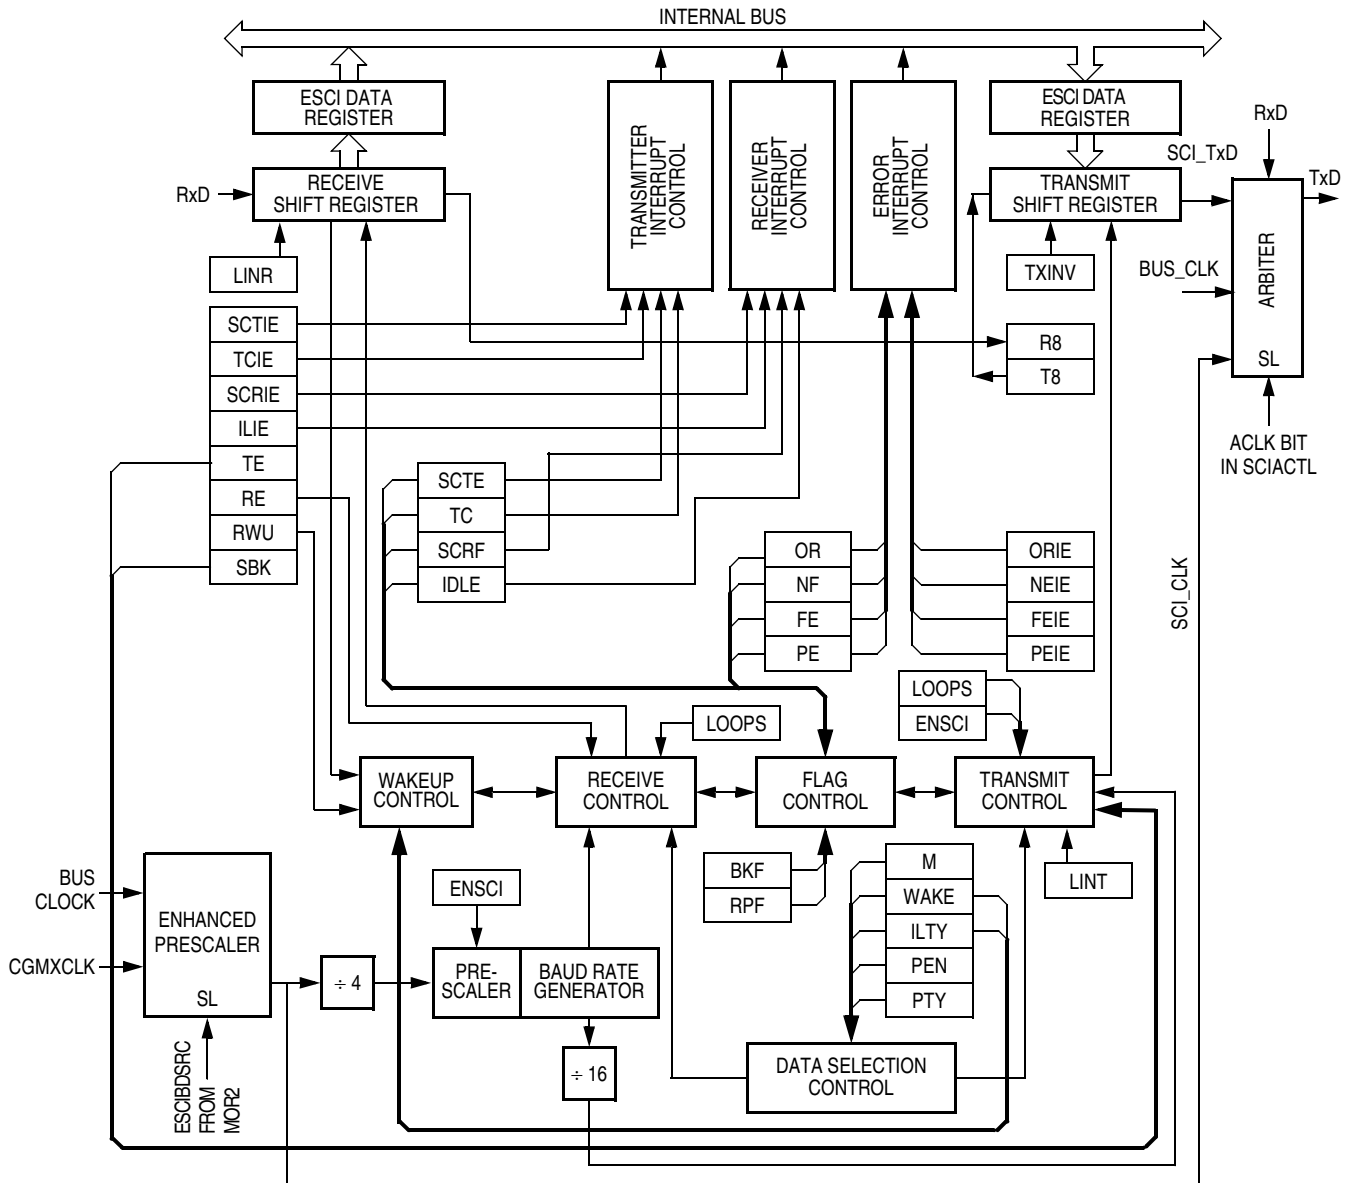 INTERNAL BUS
ESCI DATA
REGISTER
TRANSMITTER
INTERRUPT
CONTROL
RECEIVER
INTERRUPT
CONTROL
ERROR
INTERRUPT
CONTROL
ESCI DATA
REGISTER
RxD
SCI_TxD
RxD
RECEIVE
SHIFT REGISTER
TRANSMIT
SHIFT REGISTER
TxD
LINR
TXINV
BUS_CLK
ARBITER
SL
SCTIE
TCIE
SCRIE
ILIE
TE
RE
RWU
SBK
R8
T8
ACLK BIT
IN SCIACTL
SCTE
TC
SCRF
IDLE
OR
NF
FE
PE
ORIE
NEIE
FEIE
PEIE
SCI_CLK
LOOPS
LOOPS
ENSCI
WAKEUP
CONTROL
RECEIVE
CONTROL
FLAG
CONTROL
TRANSMIT
CONTROL
BKF
RPF
M
WAKE
ILTY
PEN
PTY
LINT
BUS
CLOCK
CGMXCLK
ENHANCED
PRESCALER
SL
ENSCI
÷ 4
PRE-
SCALER
BAUD RATE
GENERATOR
÷ 16
DATA SELECTION
CONTROL
ESCIBDSRC
FROM
MOR2